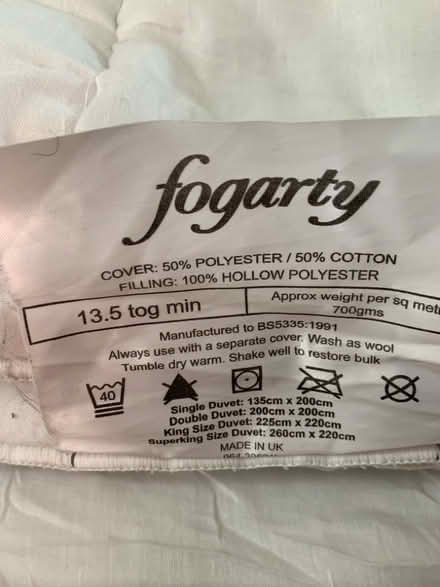 fogarty
COVER: 50% POLYESTER / 50% COTTON
FILLING: 100% HOLLOW POLYESTER
13.5 tog min
Approx weight per sq
700gms
Manufactured to BS5335:1991
Always use with a separate cover. Wash as wool
Tumble dry warm. Shake well to restore bulk
40
Single Duvet: 135cm x 200cm
Double Duvet: 200cm x 200cm
King Size Duvet: 225cm x 220cm
Superking Size Duvet: 260cm x 220cm
MADE IN UK